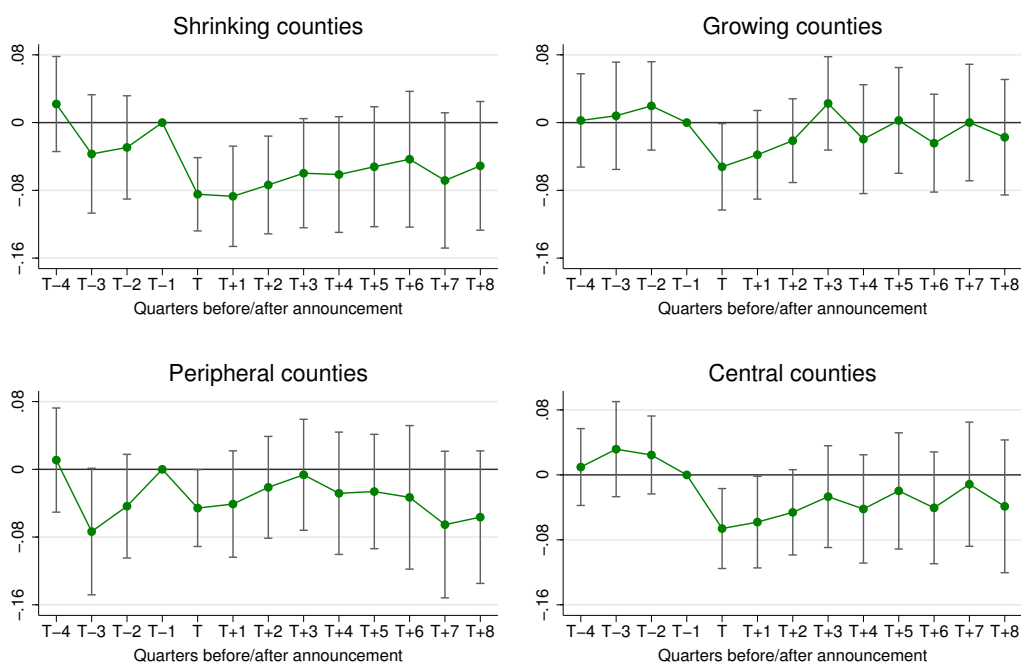 Shrinking counties
.08
0
−.08
−.16
T−4 T−3 T−2 T−1 T T+1 T+2 T+3 T+4 T+5 T+6 T+7 T+8
Quarters before/after announcement
Growing counties
.08
0
−.08
−.16
T−4 T−3 T−2 T−1 T T+1 T+2 T+3 T+4 T+5 T+6 T+7 T+8
Quarters before/after announcement
Peripheral counties
.08
0
−.08
−.16
T−4 T−3 T−2 T−1 T T+1 T+2 T+3 T+4 T+5 T+6 T+7 T+8
Quarters before/after announcement
Central counties
.08
0
−.08
−.16
T−4 T−3 T−2 T−1 T T+1 T+2 T+3 T+4 T+5 T+6 T+7 T+8
Quarters before/after announcement